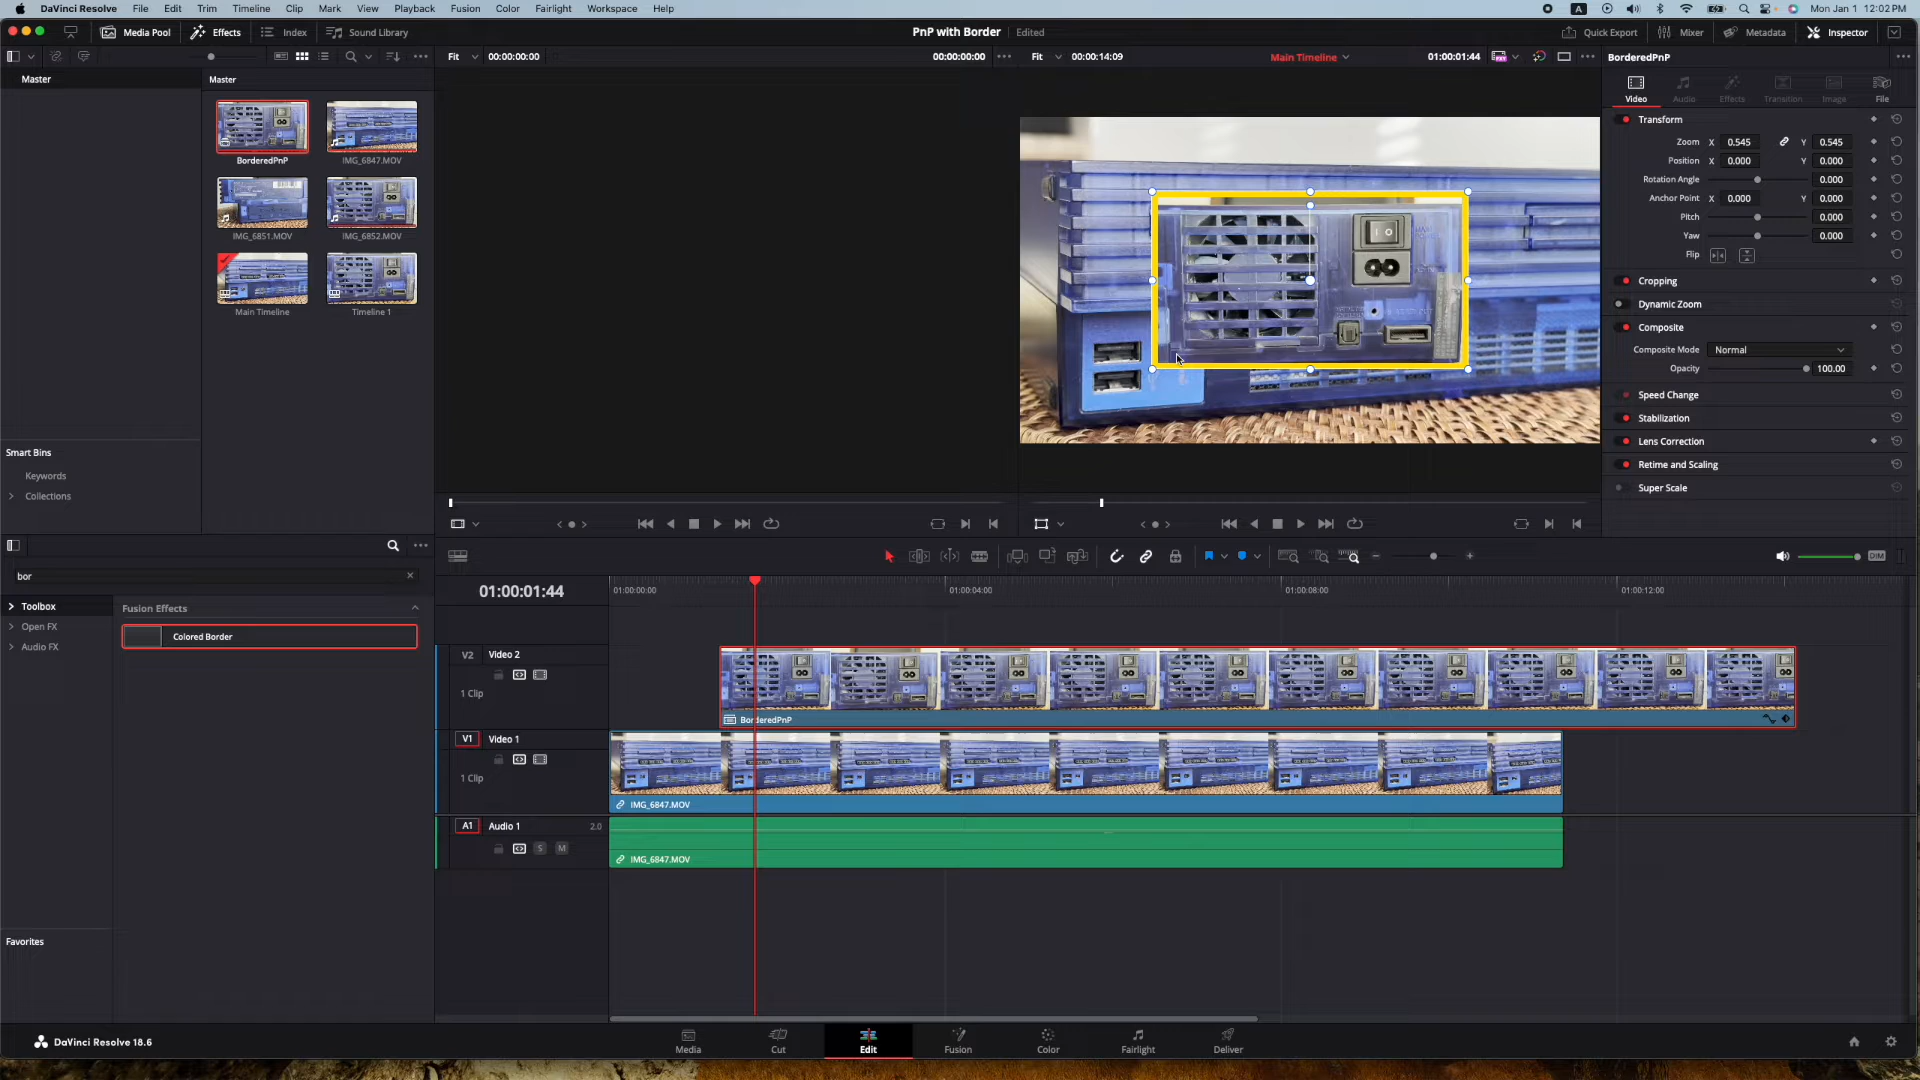 DaVinci Resolve File Edit Trim Timeline Clip Mark View Playback Fusion Color Fairlight Workspace Help
A Mon Jan 1 12:02 PM
Media Pool Effects Index Sound Library
PnP with Border Edited
Quick Export Mixer Metadata Inspector
Fit 00:00:00:00 00:00:00:00
Fit 00:00:14:09 Main Timeline 01:00:01:44
BorderedPnP
Master
Master
Video Audio Effects Transition Image File
BorderedPnP IMG_6847.MOV
IMG_6851.MOV IMG_6852.MOV
Main Timeline Timeline 1
Transform
Zoom X 0.545 Y 0.545
Position X 0.000 Y 0.000
Rotation Angle 0.000
Anchor Point X 0.000 Y 0.000
Pitch 0.000
Yaw 0.000
Flip
Cropping
Dynamic Zoom
Composite
Composite Mode Normal
Opacity 100.00
Speed Change
Stabilization
Lens Correction
Retime and Scaling
Super Scale
Smart Bins
Keywords
Collections
bor
Toolbox
Open FX
Audio FX
Fusion Effects
Colored Border
Favorites
DIM
01:00:01:44
01:00:00:00 01:00:04:00 01:00:08:00 01:00:12:00
V2 Video 2
1 Clip
BorderedPnP
V1 Video 1
1 Clip
IMG_6847.MOV
A1 Audio 1 2.0
S M
IMG_6847.MOV
DaVinci Resolve 18.6
Media Cut Edit Fusion Color Fairlight Deliver